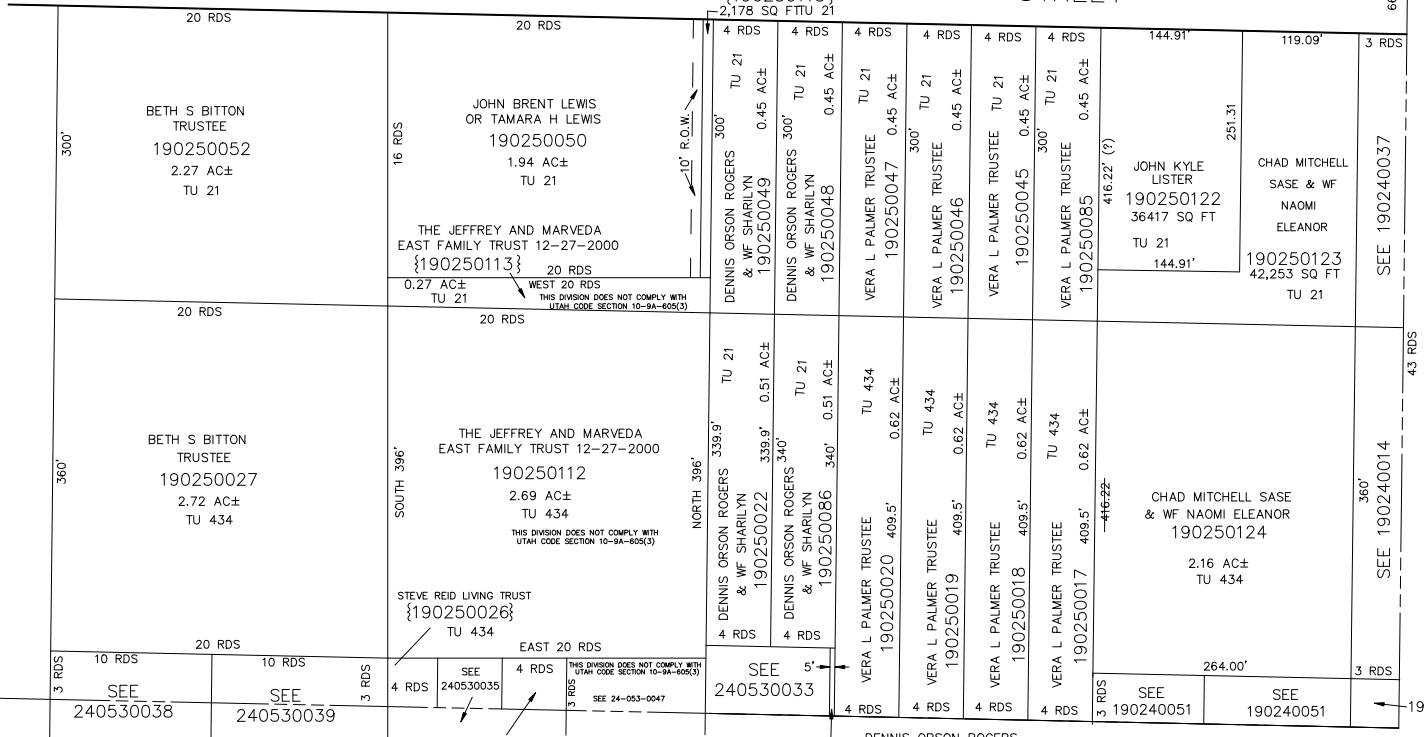 2,178 SQ FT
TU 21
66
20 RDS
20 RDS
4 RDS
4 RDS
4 RDS
4 RDS
4 RDS
4 RDS
144.91'
119.09'
3 RDS
300'
BETH S BITTON
TRUSTEE
190250052
2.27 AC±
TU 21
16 RDS
JOHN BRENT LEWIS
OR TAMARA H LEWIS
190250050
1.94 AC±
TU 21
10' R.O.W.
THE JEFFREY AND MARVEDA
EAST FAMILY TRUST 12-27-2000
{190250113}
20 RDS
0.27 AC±
WEST 20 RDS
TU 21
THIS DIVISION DOES NOT COMPLY WITH
UTAH CODE SECTION 10-9A-605(3)
DENNIS ORSON ROGERS
& WF SHARILYN
190250049
300'
TU 21
0.45 AC±
DENNIS ORSON ROGERS
& WF SHARILYN
190250048
300'
TU 21
0.45 AC±
VERA L PALMER TRUSTEE
190250047
TU 21
0.45 AC±
VERA L PALMER TRUSTEE
190250046
300'
TU 21
0.45 AC±
VERA L PALMER TRUSTEE
190250045
TU 21
0.45 AC±
VERA L PALMER TRUSTEE
190250085
300'
TU 21
0.45 AC±
416.22' (?)
JOHN KYLE
LISTER
190250122
36417 SQ FT
TU 21
144.91'
251.31
CHAD MITCHELL
SASE & WF
NAOMI
ELEANOR
190250123
42,253 SQ FT
TU 21
SEE 190240037
43 RDS
20 RDS
20 RDS
360'
BETH S BITTON
TRUSTEE
190250027
2.72 AC±
TU 434
20 RDS
SOUTH 396'
THE JEFFREY AND MARVEDA
EAST FAMILY TRUST 12-27-2000
190250112
2.69 AC±
TU 434
THIS DIVISION DOES NOT COMPLY WITH
UTAH CODE SECTION 10-9A-605(3)
NORTH 396'
STEVE REID LIVING TRUST
{190250026}
TU 434
EAST 20 RDS
DENNIS ORSON ROGERS
& WF SHARILYN
190250022
339.9'
339.9'
TU 21
0.51 AC±
4 RDS
DENNIS ORSON ROGERS
& WF SHARILYN
190250086
340'
340'
TU 21
0.51 AC±
4 RDS
VERA L PALMER TRUSTEE
190250020
409.5'
TU 434
0.62 AC±
4 RDS
VERA L PALMER TRUSTEE
190250019
409.5'
TU 434
0.62 AC±
4 RDS
VERA L PALMER TRUSTEE
190250018
409.5'
TU 434
0.62 AC±
4 RDS
VERA L PALMER TRUSTEE
190250017
409.5'
TU 434
0.62 AC±
4 RDS
416.22
CHAD MITCHELL SASE
& WF NAOMI ELEANOR
190250124
2.16 AC±
TU 434
264.00'
360'
SEE 190240014
3 RDS
3 RDS
10 RDS
SEE
240530038
10 RDS
SEE
240530039
3 RDS
4 RDS
SEE
240530035
4 RDS
THIS DIVISION DOES NOT COMPLY WITH
UTAH CODE SECTION 10-9A-605(3)
3 RDS
SEE 24-053-0047
SEE
240530033
5'
3 RDS
SEE
190240051
SEE
190240051
19
DENNIS ORSON ROGERS